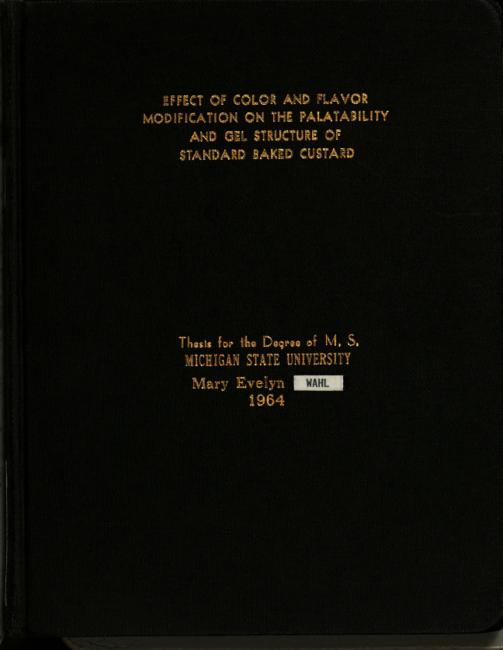 EFFECT OF COLOR AND FLAVOR
MODIFICATION ON THE PALATABILITY
AND GEL STRUCTURE OF
STANDARD BAKED CUSTARD
Thesis for the Degree of M. S.
MICHIGAN STATE UNIVERSITY
Mary Evelyn WAHL
1964